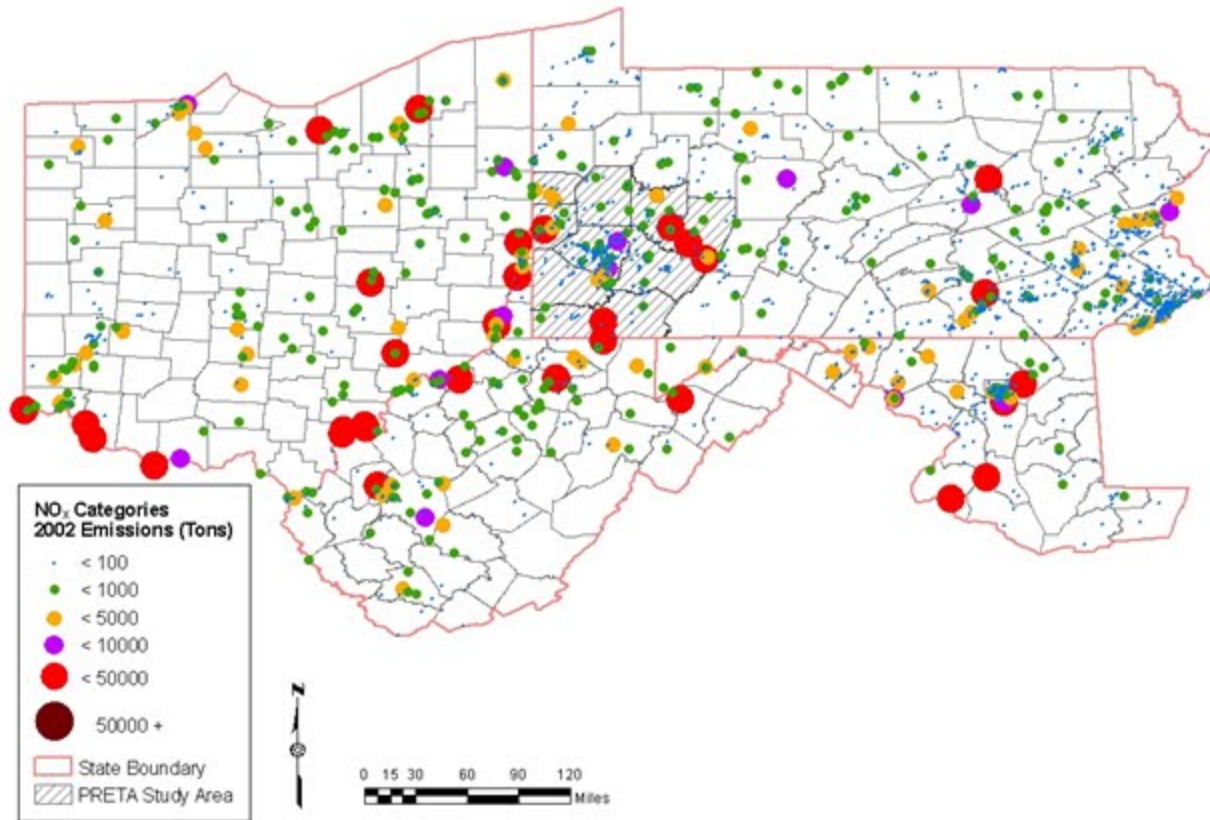 NOₓ Categories
2002 Emissions (Tons)
< 100
< 1000
< 5000
< 10000
< 50000
50000 +
State Boundary
PRETA Study Area
N
0 15 30 60 90 120
Miles